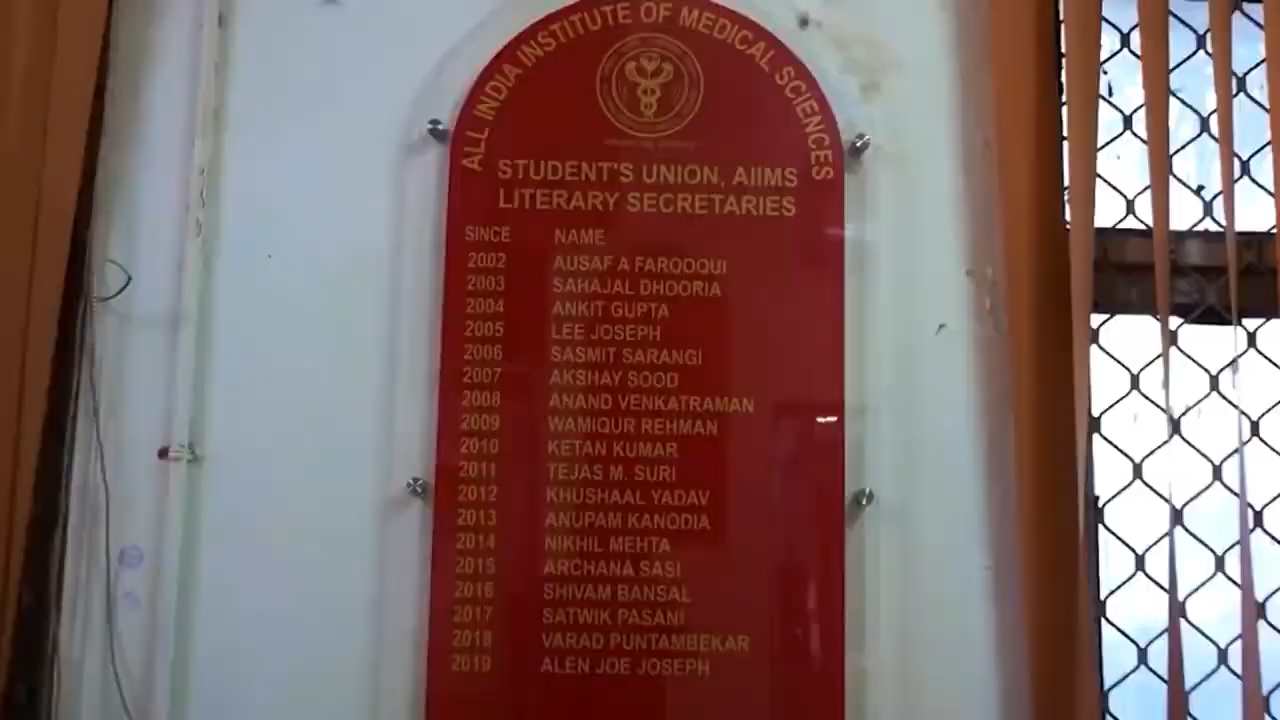 ALL INDIA INSTITUTE OF MEDICAL SCIENCES
STUDENT'S UNION, AIIMS
LITERARY SECRETARIES
SINCE NAME
2002 AUSAF A FAROOQUI
2003 SAHAJAL DHOORIA
2004 ANKIT GUPTA
2005 LEE JOSEPH
2006 SASMIT SARANGI
2007 AKSHAY SOOD
2008 ANAND VENKATRAMAN
2009 WAMIQUR REHMAN
2010 KETAN KUMAR
2011 TEJAS M. SURI
2012 KHUSHAAL YADAV
2013 ANUPAM KANODIA
2014 NIKHIL MEHTA
2015 ARCHANA SASI
2016 SHIVAM BANSAL
2017 SATWIK PASANI
2018 VARAD PUNTAMBEKAR
2019 ALEN JOE JOSEPH